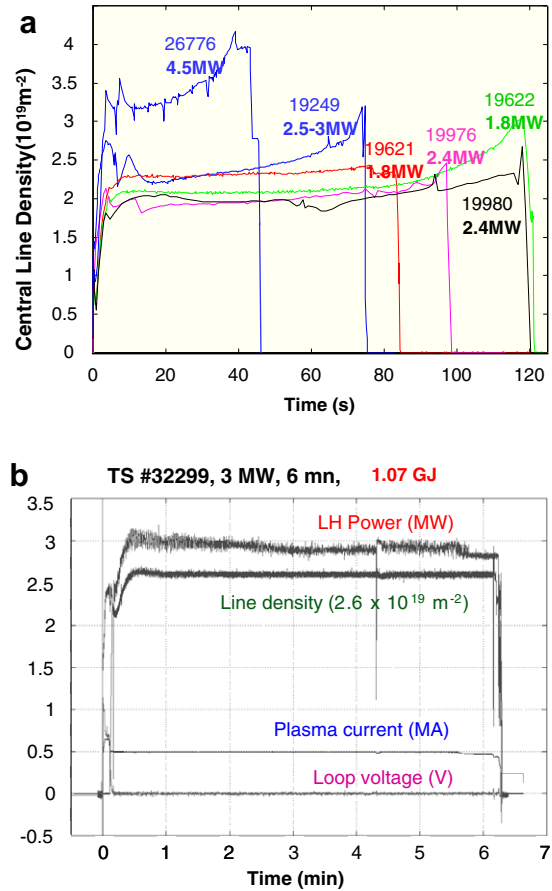 a
Central Line Density(10¹⁹m⁻²)
4
3.5
3
2.5
2
1.5
1
0.5
0
26776
4.5MW
19249
2.5-3MW
19621
1.8MW
19976
2.4MW
19622
1.8MW
19980
2.4MW
0 20 40 60 80 100 120
Time (s)
b
TS #32299, 3 MW, 6 mn, 1.07 GJ
3.5
3
2.5
2
1.5
1
0.5
0
-0.5
LH Power (MW)
Line density (2.6 x 10¹⁹ m⁻²)
Plasma current (MA)
Loop voltage (V)
0 1 2 3 4 5 6 7
Time (min)